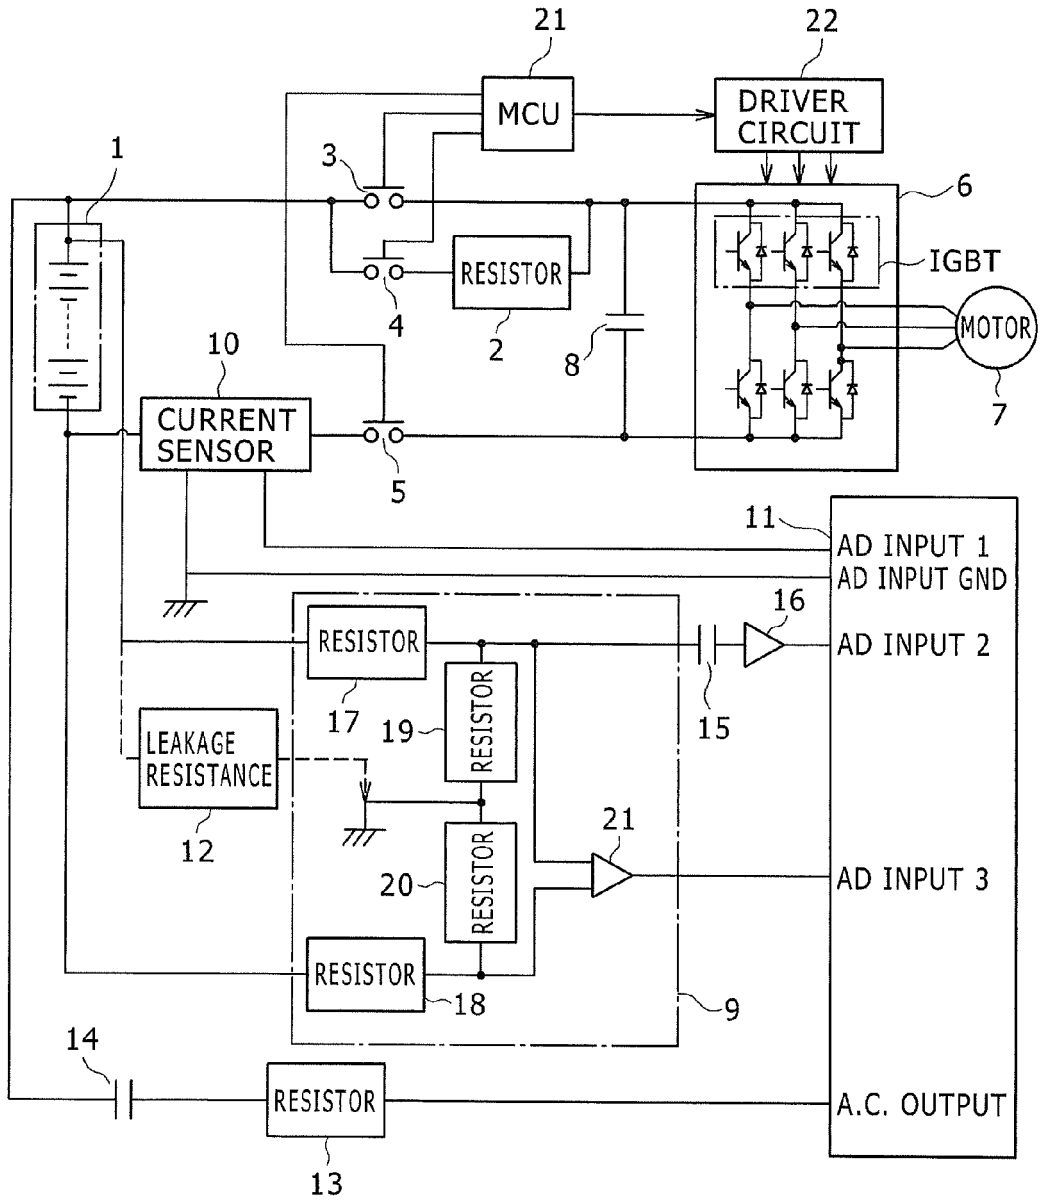 21
22
MCU
DRIVER
CIRCUIT
1
3
6
RESISTOR
IGBT
4
2
8
MOTOR
7
10
CURRENT
SENSOR
5
11
AD INPUT 1
AD INPUT GND
16
RESISTOR
AD INPUT 2
17
15
19
RESISTOR
LEAKAGE
RESISTANCE
12
21
20
RESISTOR
AD INPUT 3
RESISTOR
18
9
14
RESISTOR
A.C. OUTPUT
13